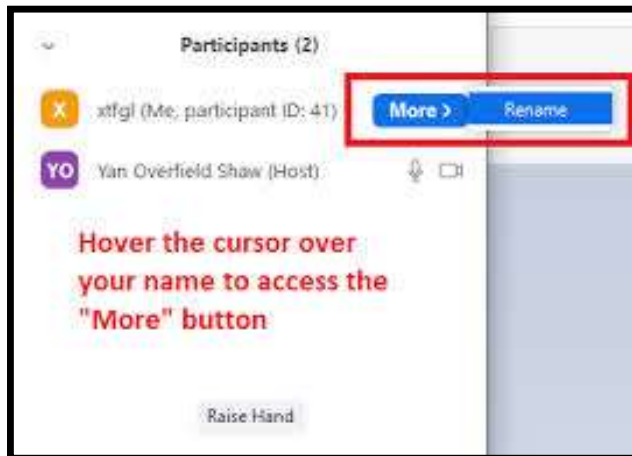 Participants (2)
X xtfgl (Me, participant ID: 41) More > Rename
YO Yan Overfield Shaw (Host)
Hover the cursor over
your name to access the
"More" button
Raise Hand